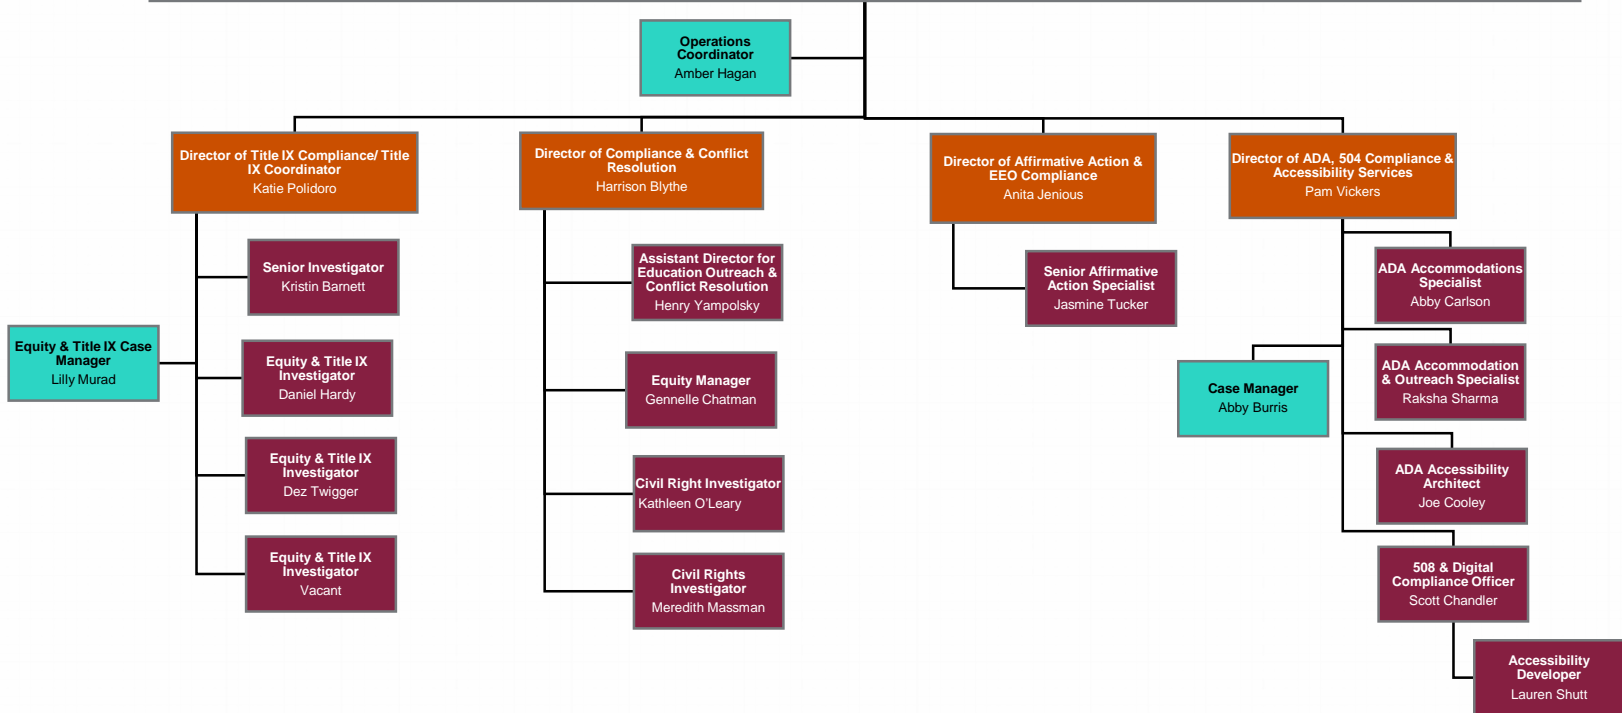 Operations
Coordinator
Amber Hagan
Director of Title IX Compliance/ Title
IX Coordinator
Katie Polidoro
Director of Compliance & Conflict
Resolution
Harrison Blythe
Director of Affirmative Action &
EEO Compliance
Anita Jenious
Director of ADA, 504 Compliance &
Accessibility Services
Pam Vickers
Senior Investigator
Kristin Barnett
Equity & Title IX Case
Manager
Lilly Murad
Equity & Title IX
Investigator
Daniel Hardy
Equity & Title IX
Investigator
Dez Twigger
Equity & Title IX
Investigator
Vacant
Assistant Director for
Education Outreach &
Conflict Resolution
Henry Yampolsky
Equity Manager
Gennelle Chatman
Civil Right Investigator
Kathleen O'Leary
Civil Rights
Investigator
Meredith Massman
Senior Affirmative
Action Specialist
Jasmine Tucker
ADA Accommodations
Specialist
Abby Carlson
Case Manager
Abby Burris
ADA Accommodation
& Outreach Specialist
Raksha Sharma
ADA Accessibility
Architect
Joe Cooley
508 & Digital
Compliance Officer
Scott Chandler
Accessibility
Developer
Lauren Shutt